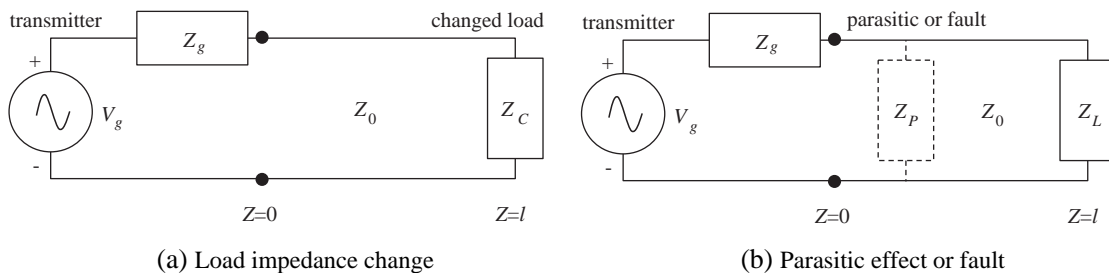 transmitter
changed load
Z_g
+
V_g
-
Z_0
Z_C
Z=0
Z=l
(a) Load impedance change
transmitter
parasitic or fault
Z_g
+
V_g
-
Z_P
Z_0
Z_L
Z=0
Z=l
(b) Parasitic effect or fault